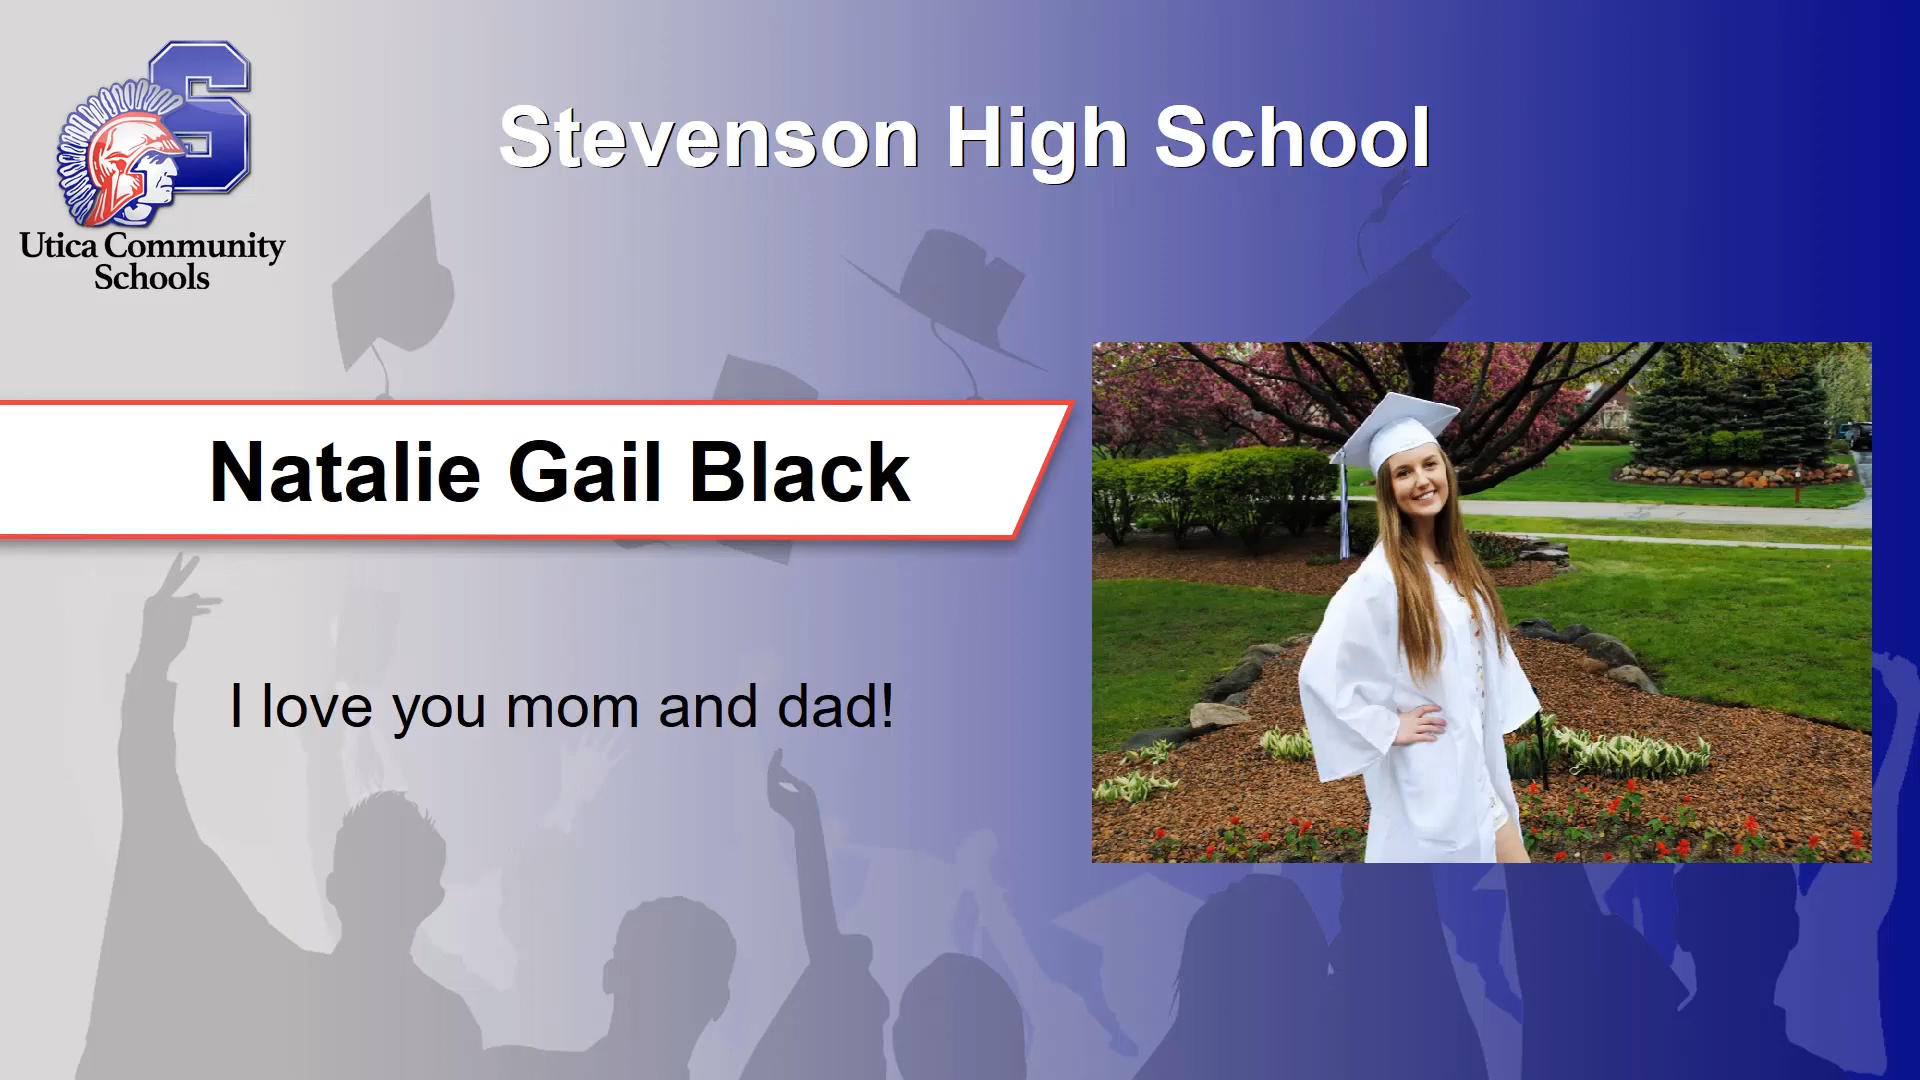 S
Utica Community
Schools
Stevenson High School
Natalie Gail Black
I love you mom and dad!